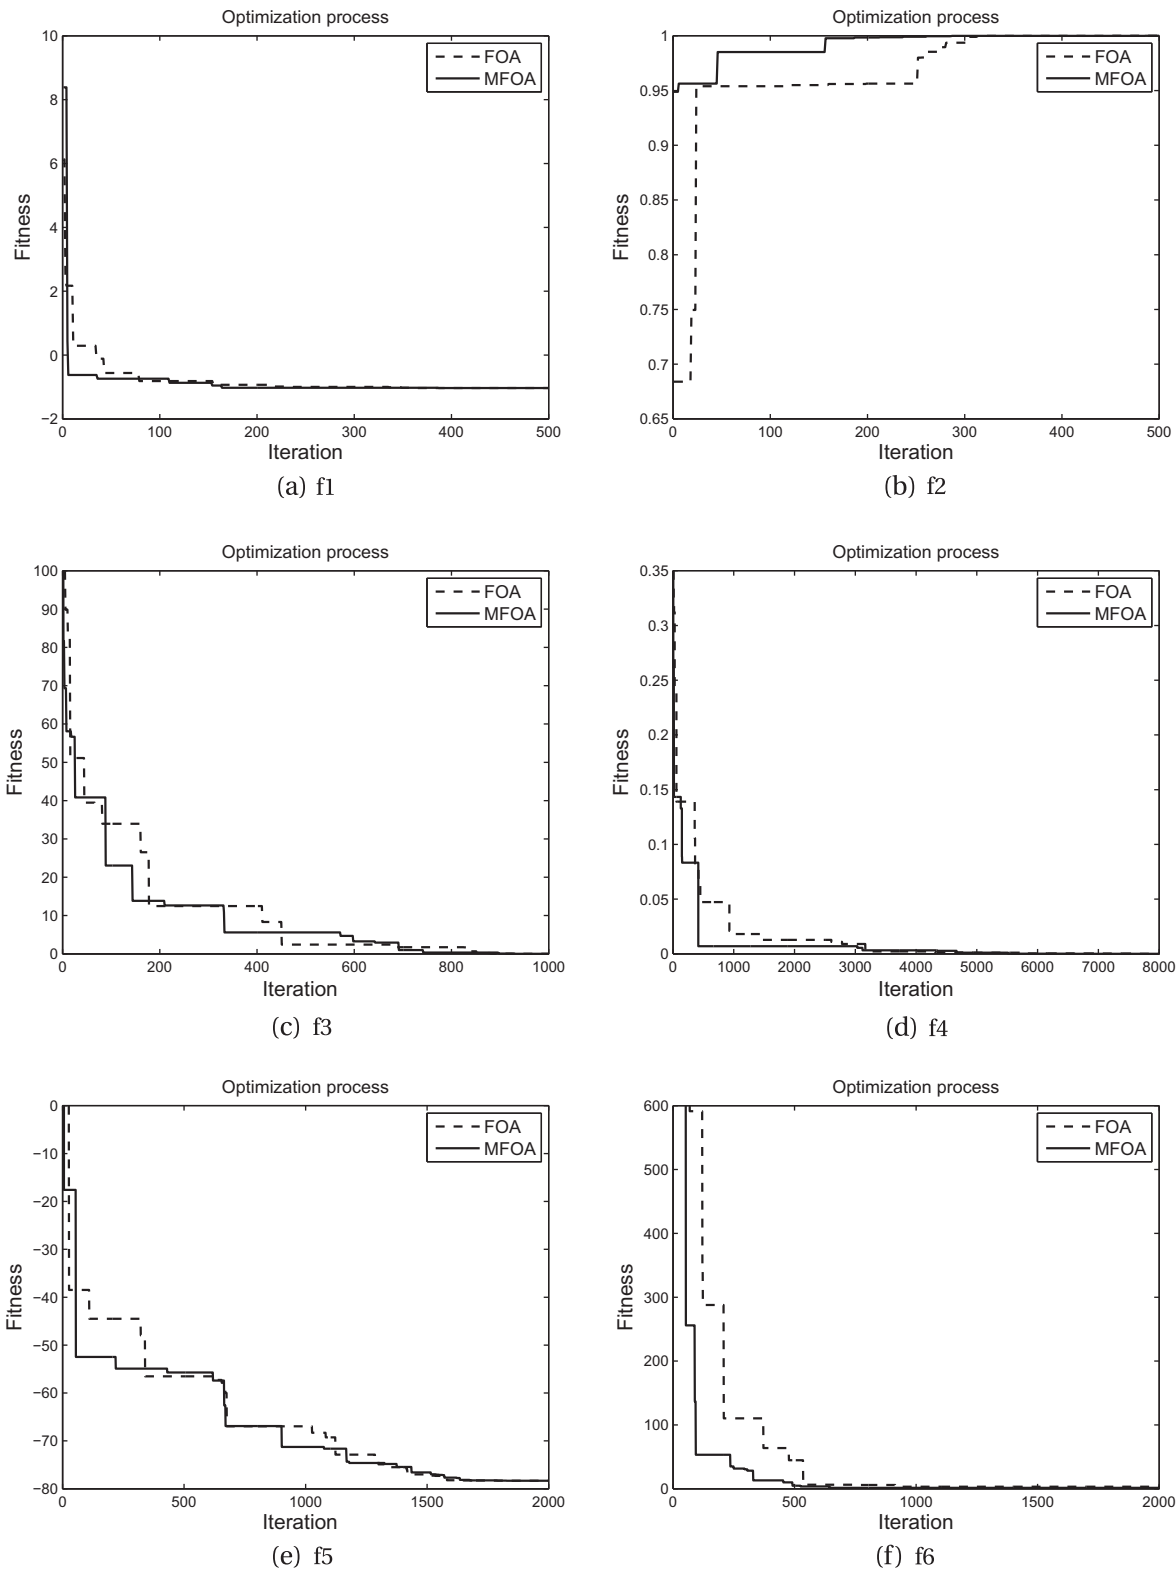 Optimization process
10
8
6
4
2
0
−2
Fitness
FOA
MFOA
0 100 200 300 400 500
Iteration
(a) f1
Optimization process
1
0.95
0.9
0.85
0.8
0.75
0.7
0.65
Fitness
FOA
MFOA
0 100 200 300 400 500
Iteration
(b) f2
Optimization process
100
90
80
70
60
50
40
30
20
10
0
Fitness
FOA
MFOA
0 200 400 600 800 1000
Iteration
(c) f3
Optimization process
0.35
0.3
0.25
0.2
0.15
0.1
0.05
0
Fitness
FOA
MFOA
0 1000 2000 3000 4000 5000 6000 7000 8000
Iteration
(d) f4
Optimization process
0
−10
−20
−30
−40
−50
−60
−70
−80
Fitness
FOA
MFOA
0 500 1000 1500 2000
Iteration
(e) f5
Optimization process
600
500
400
300
200
100
0
Fitness
FOA
MFOA
0 500 1000 1500 2000
Iteration
(f) f6